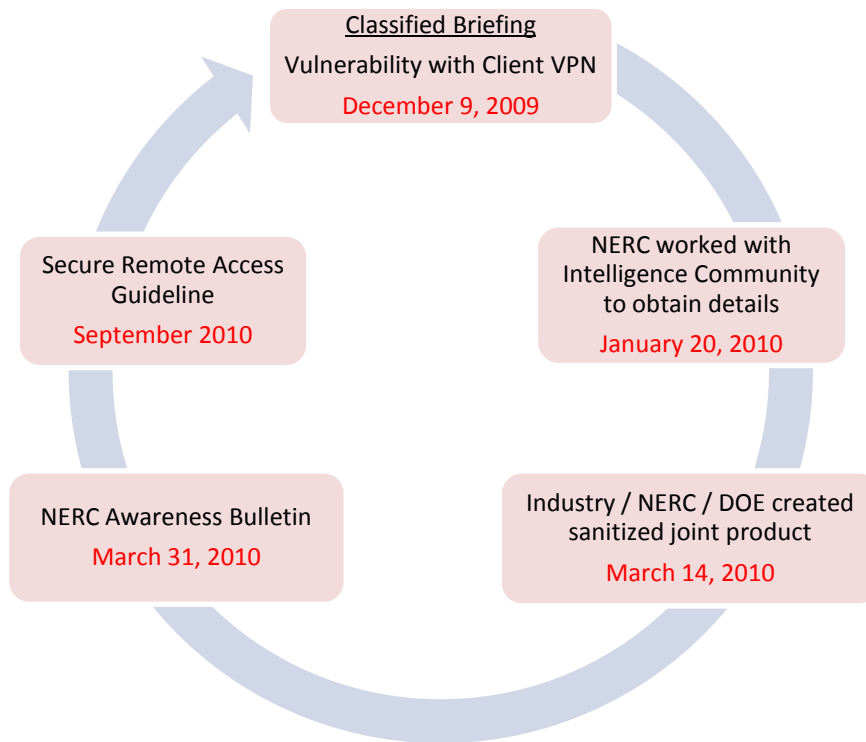 Classified Briefing
Vulnerability with Client VPN
December 9, 2009
NERC worked with
Intelligence Community
to obtain details
January 20, 2010
Industry / NERC / DOE created
sanitized joint product
March 14, 2010
NERC Awareness Bulletin
March 31, 2010
Secure Remote Access
Guideline
September 2010